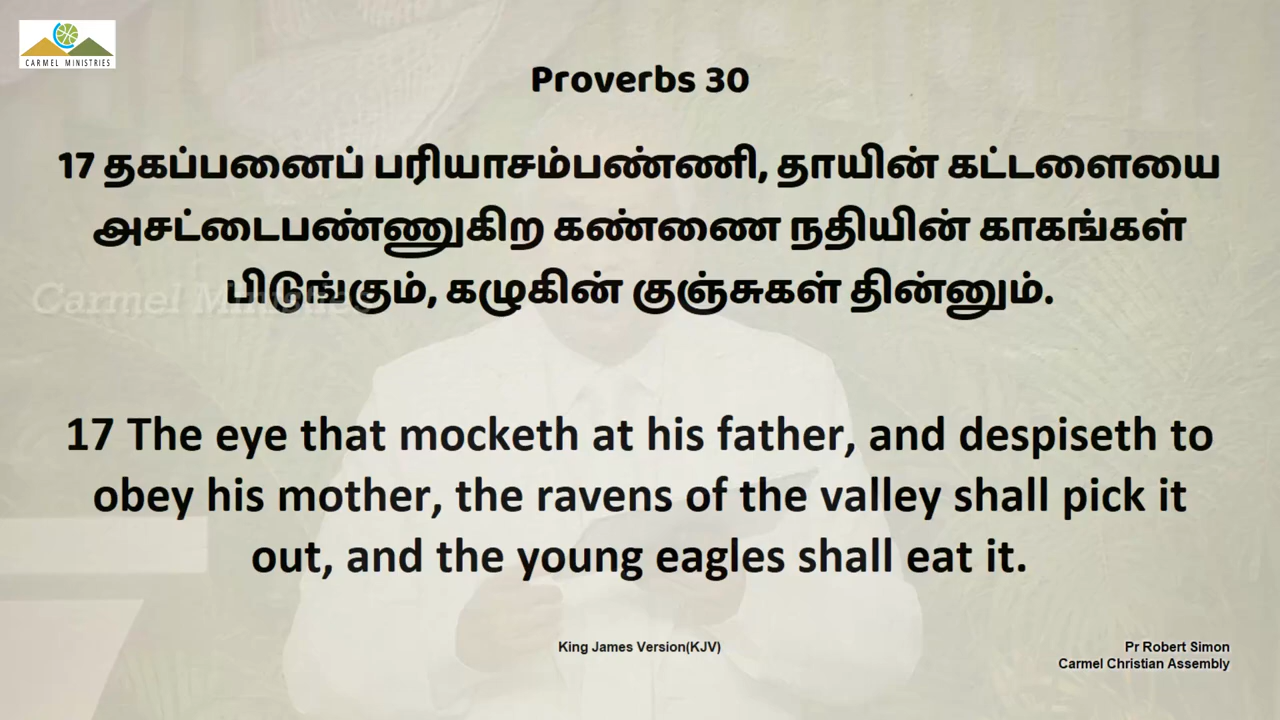 CARMEL MINISTRIES
Proverbs 30
17 தகப்பனைப் பரியாசம்பண்ணி, தாயின் கட்டளையை
அசட்டைபண்ணுகிற கண்ணை நதியின் காகங்கள்
பிடுங்கும், கழுகின் குஞ்சுகள் தின்னும்.
Carmel Ministries
17 The eye that mocketh at his father, and despiseth to
obey his mother, the ravens of the valley shall pick it
out, and the young eagles shall eat it.
King James Version(KJV)
Pr Robert Simon
Carmel Christian Assembly